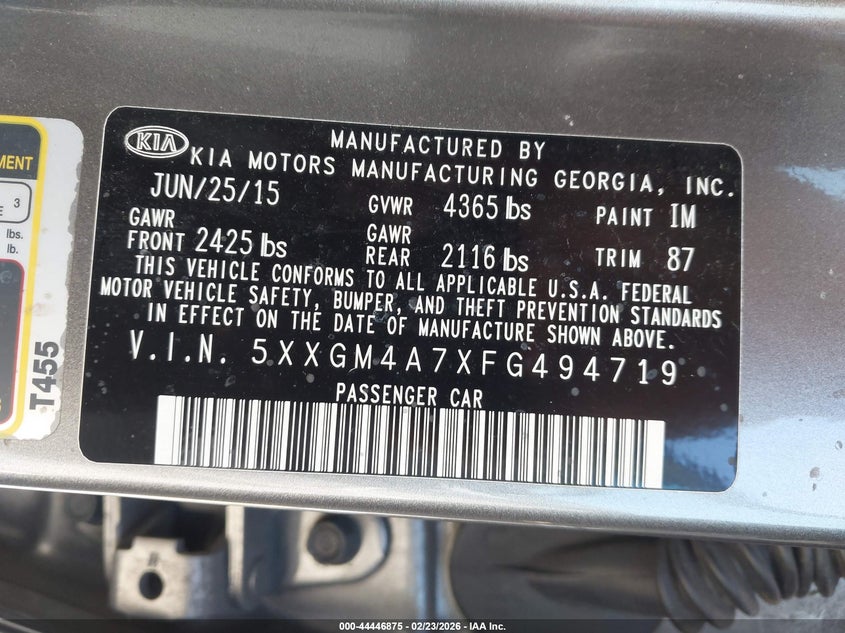 MANUFACTURED BY
KIA KIA MOTORS MANUFACTURING GEORGIA, INC.
JUN/25/15 GVWR 4365 lbs PAINT IM
GAWR FRONT 2425 lbs GAWR REAR 2116 lbs TRIM 87
THIS VEHICLE CONFORMS TO ALL APPLICABLE U.S.A. FEDERAL
MOTOR VEHICLE SAFETY, BUMPER, AND THEFT PREVENTION STANDARDS
IN EFFECT ON THE DATE OF MANUFACTURE SHOWN ABOVE.
V.I.N. 5XXGM4A7XFG494719
PASSENGER CAR
3
lbs.
lb.
T455
000-44446875 - 02/23/2026 - IAA Inc.